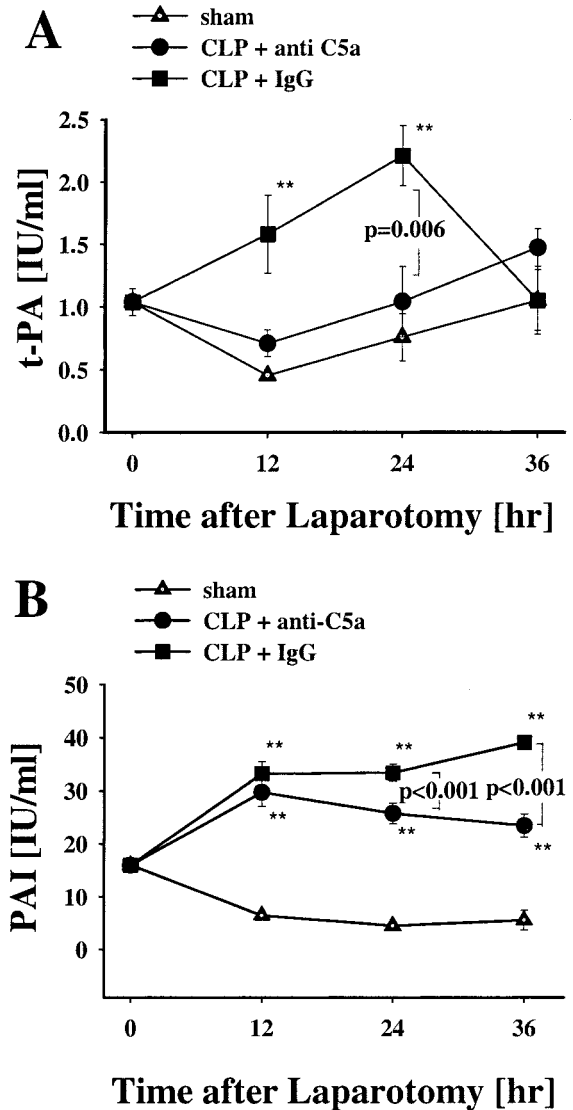 A
sham
CLP + anti C5a
CLP + IgG
2.5
2.0
1.5
1.0
0.5
0.0
t-PA [IU/ml]
**
**
p=0.006
0 12 24 36
Time after Laparotomy [hr]
B
sham
CLP + anti-C5a
CLP + IgG
50
40
30
20
10
0
PAI [IU/ml]
** ** **
p<0.001 p<0.001
** ** **
0 12 24 36
Time after Laparotomy [hr]